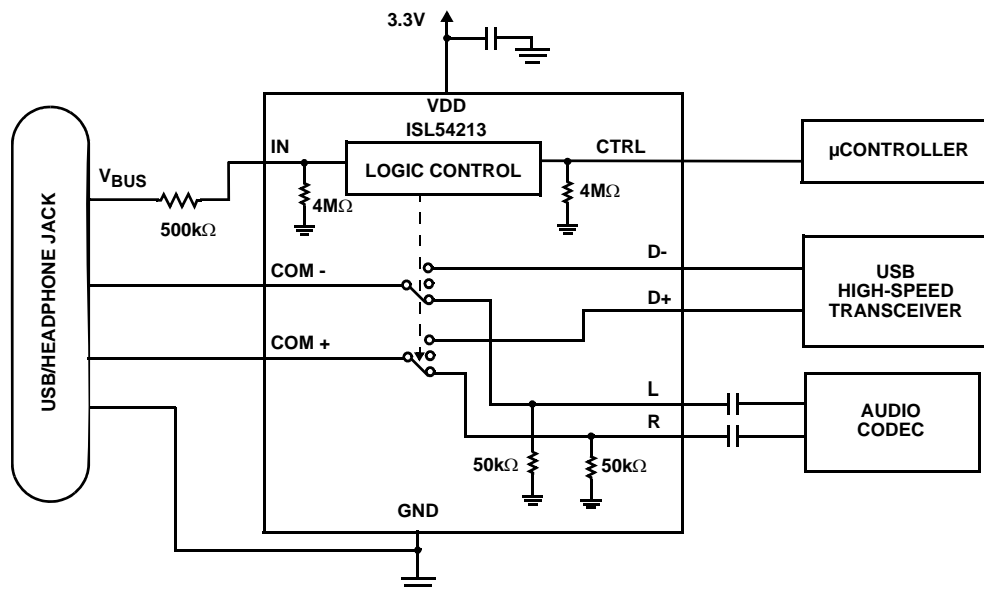 3.3V
VDD
ISL54213
IN
LOGIC CONTROL
CTRL
µCONTROLLER
VBUS
500kΩ
4MΩ
4MΩ
USB/HEADPHONE JACK
COM -
COM +
D-
D+
USB
HIGH-SPEED
TRANSCEIVER
L
R
AUDIO
CODEC
50kΩ
50kΩ
GND